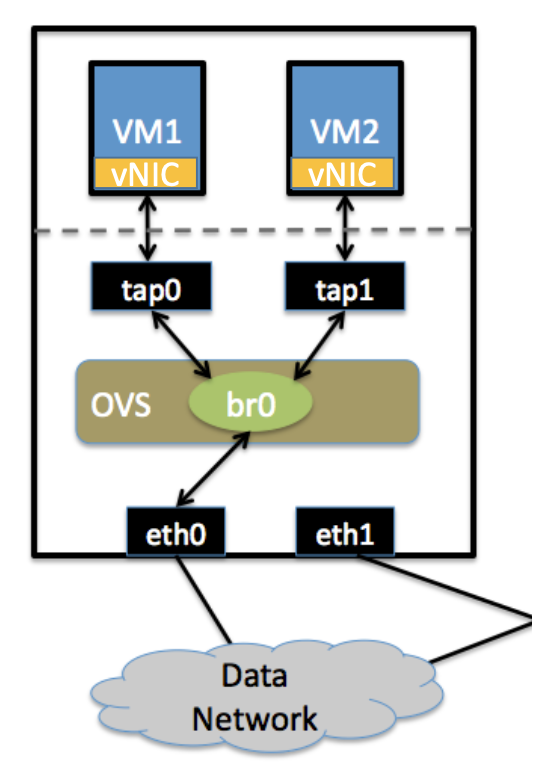 VM1
VM2
vNIC
vNIC
tap0
tap1
OVS
br0
eth0
eth1
Data
Network